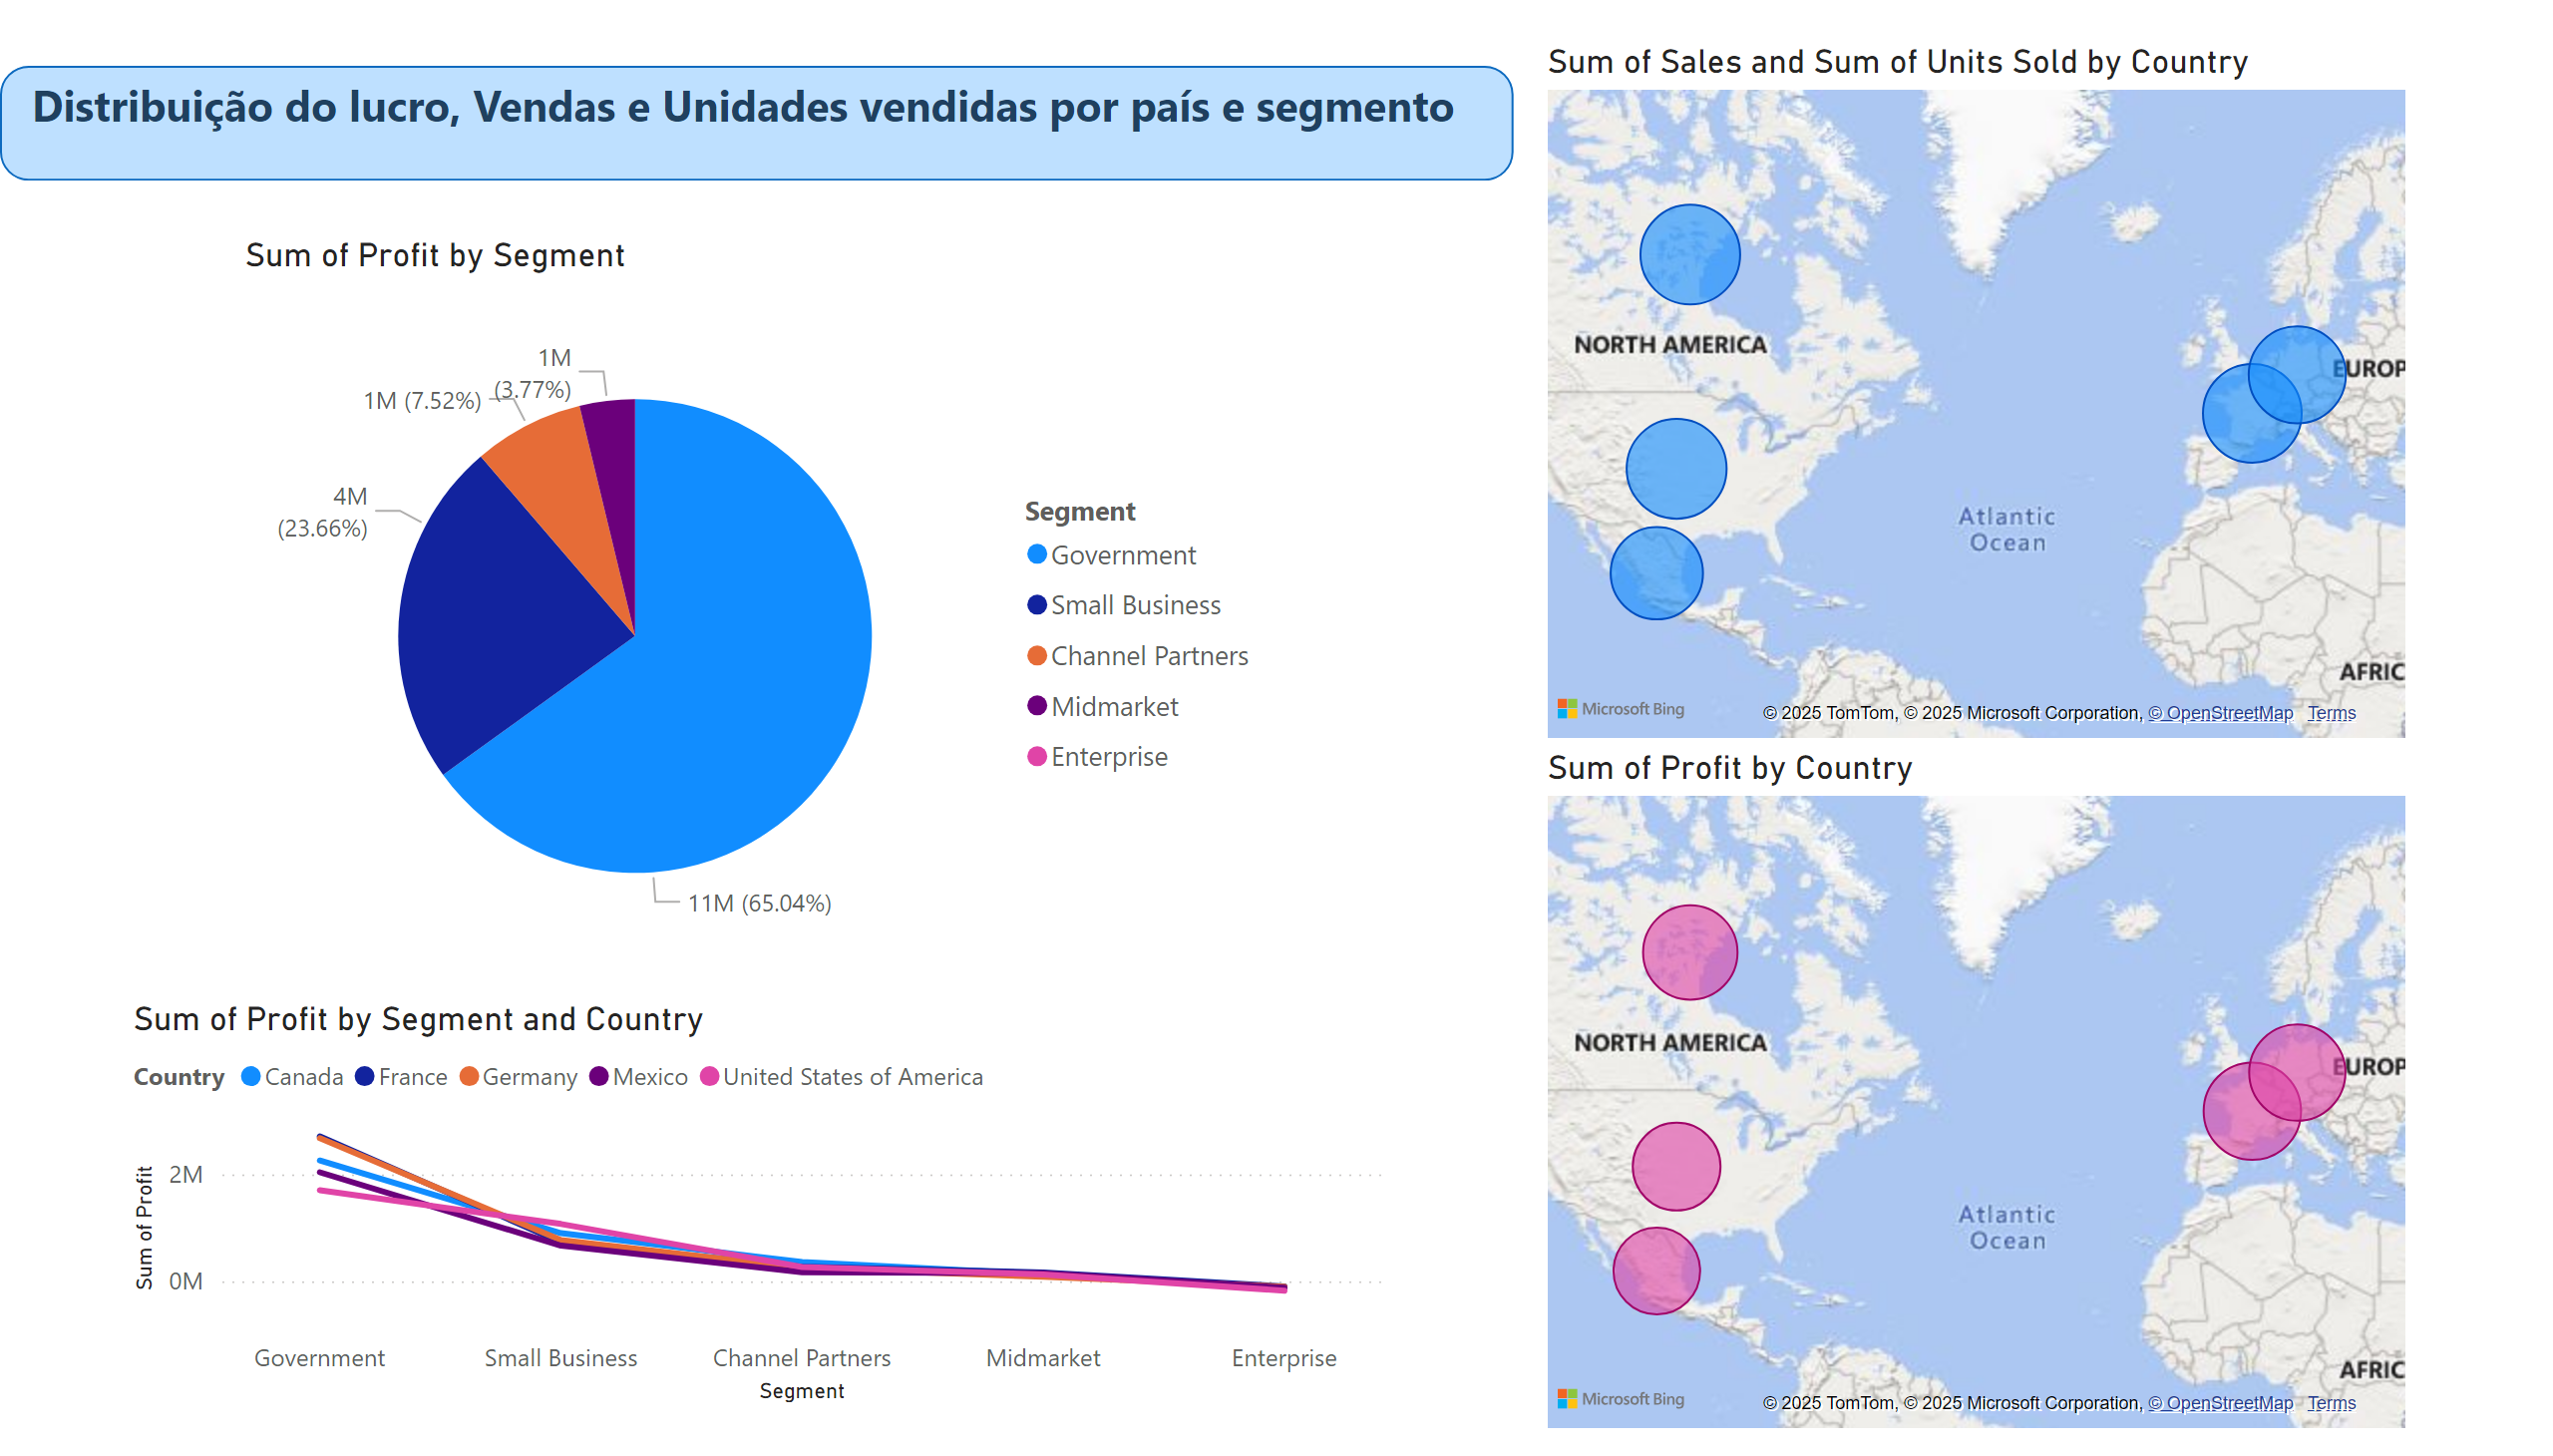 Distribuição do lucro, Vendas e Unidades vendidas por país e segmento
Sum of Profit by Segment
1M
(3.77%)
1M (7.52%)
4M
(23.66%)
11M (65.04%)
Segment
Government
Small Business
Channel Partners
Midmarket
Enterprise
Sum of Profit by Segment and Country
Country Canada France Germany Mexico United States of America
Sum of Profit
2M
0M
Government Small Business Channel Partners Midmarket Enterprise
Segment
Sum of Sales and Sum of Units Sold by Country
NORTH AMERICA
EUROP
Atlantic
Ocean
AFRIC
Microsoft Bing
© 2025 TomTom, © 2025 Microsoft Corporation, © OpenStreetMap Terms
Sum of Profit by Country
NORTH AMERICA
EUROP
Atlantic
Ocean
AFRIC
Microsoft Bing
© 2025 TomTom, © 2025 Microsoft Corporation, © OpenStreetMap Terms